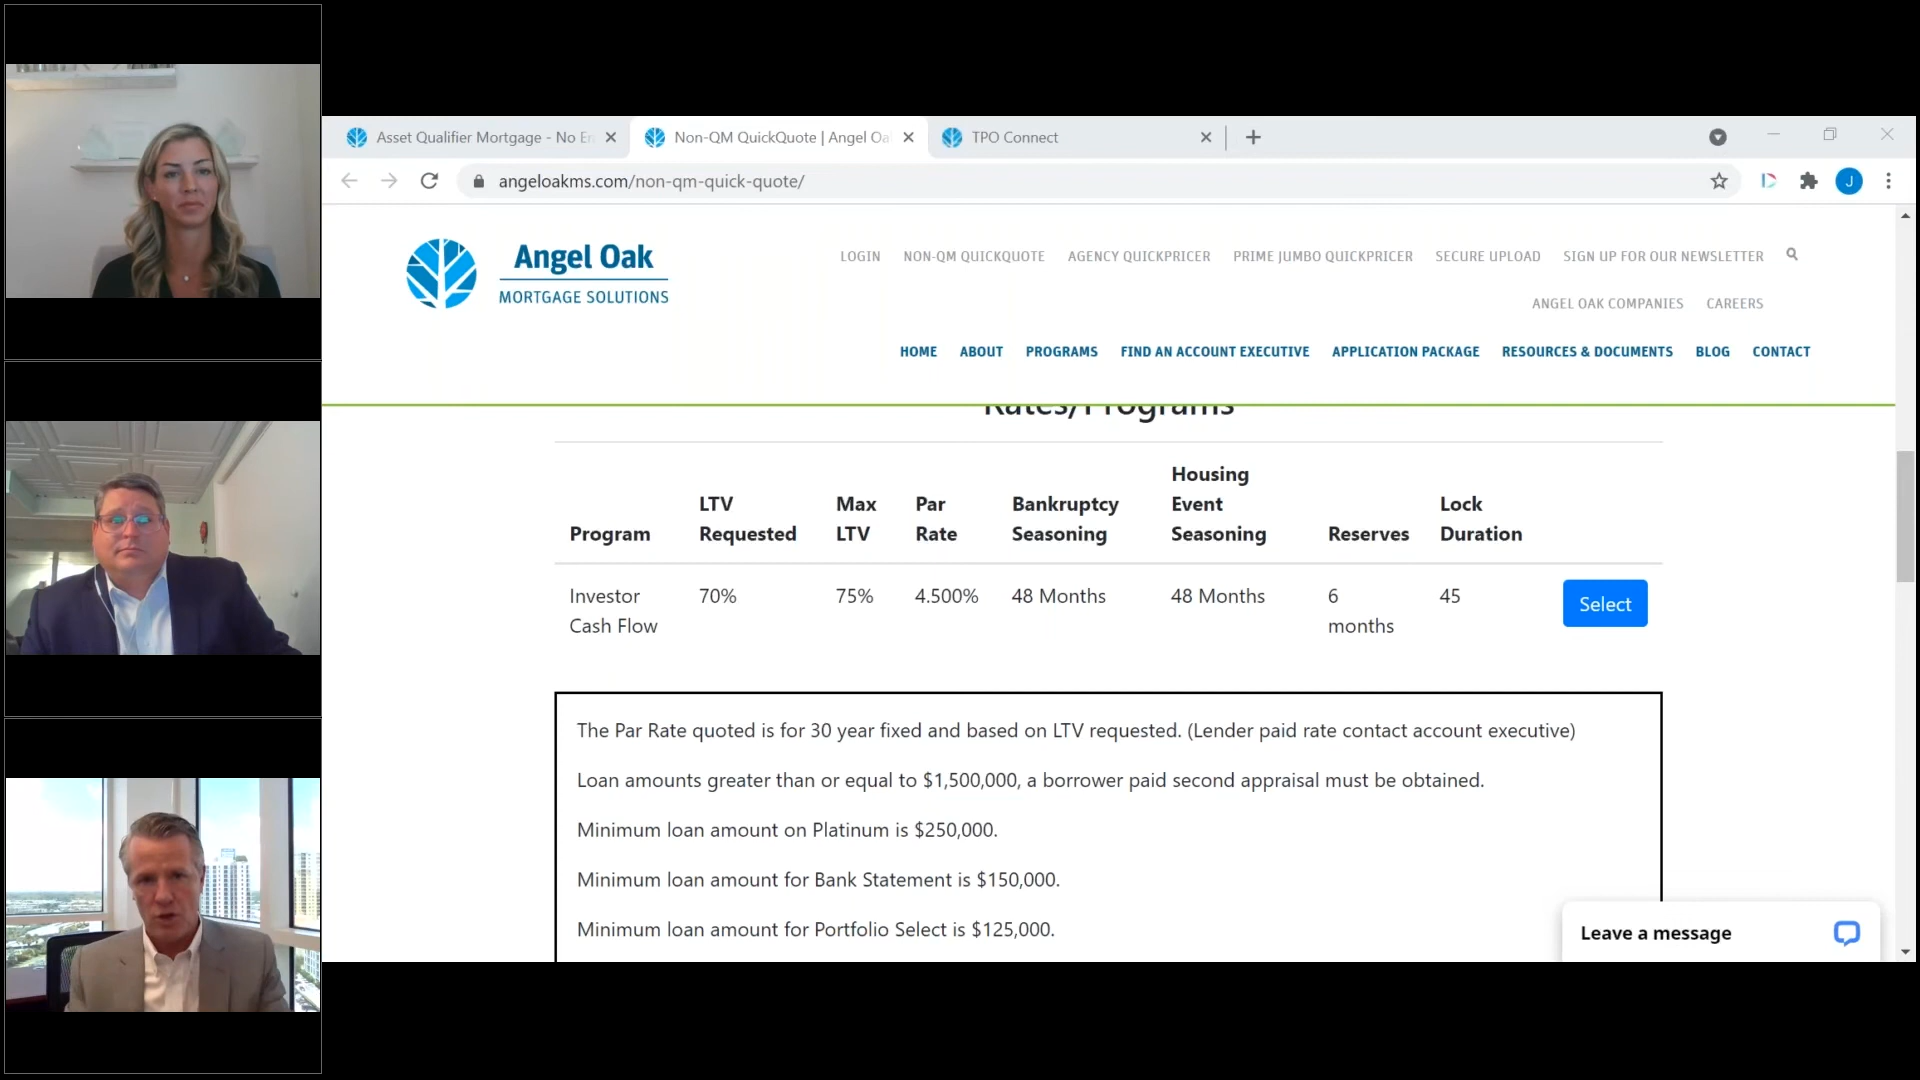 Asset Qualifier Mortgage - No En
Non-QM QuickQuote | Angel Oa
TPO Connect
angeloakms.com/non-qm-quick-quote/
J
Angel Oak
MORTGAGE SOLUTIONS
LOGIN NON-QM QUICKQUOTE AGENCY QUICKPRICER PRIME JUMBO QUICKPRICER SECURE UPLOAD SIGN UP FOR OUR NEWSLETTER
ANGEL OAK COMPANIES CAREERS
HOME ABOUT PROGRAMS FIND AN ACCOUNT EXECUTIVE APPLICATION PACKAGE RESOURCES & DOCUMENTS BLOG CONTACT
Rates/Programs
Program LTV Requested Max LTV Par Rate Bankruptcy Seasoning Housing Event Seasoning Reserves Lock Duration
Investor Cash Flow 70% 75% 4.500% 48 Months 48 Months 6 months 45 Select
The Par Rate quoted is for 30 year fixed and based on LTV requested. (Lender paid rate contact account executive)
Loan amounts greater than or equal to $1,500,000, a borrower paid second appraisal must be obtained.
Minimum loan amount on Platinum is $250,000.
Minimum loan amount for Bank Statement is $150,000.
Minimum loan amount for Portfolio Select is $125,000.
Leave a message